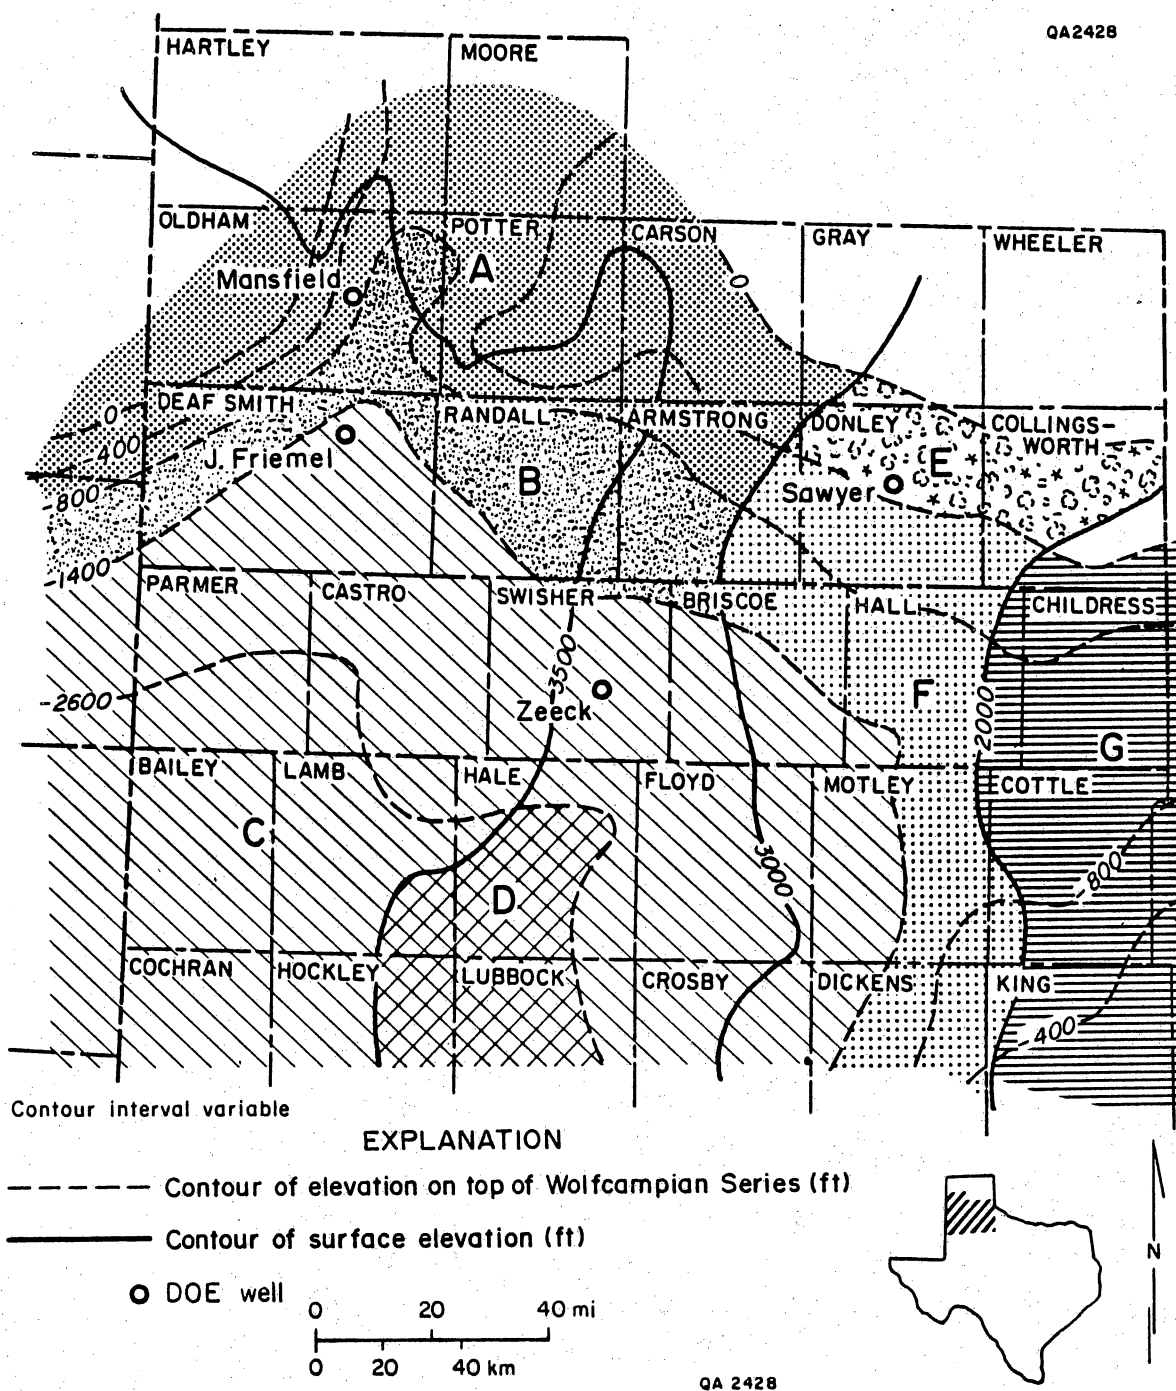 QA2428
HARTLEY
MOORE
OLDHAM
POTTER
CARSON
GRAY
WHEELER
Mansfield
A
0
0
DEAF SMITH
RANDALL
ARMSTRONG
DONLEY
COLLINGS-
WORTH
-400
J. Friemel
B
E
Sawyer
-800
-1400
PARMER
CASTRO
SWISHER
BRISCOE
HALL
CHILDRESS
3500
-2600
Zeeck
F
2000
G
BAILEY
LAMB
HALE
FLOYD
MOTLEY
COTTLE
C
D
3000
-800
COCHRAN
HOCKLEY
LUBBOCK
CROSBY
DICKENS
KING
-400
Contour interval variable
EXPLANATION
Contour of elevation on top of Wolfcampian Series (ft)
Contour of surface elevation (ft)
DOE well
0 20 40 mi
0 20 40 km
N
QA 2428